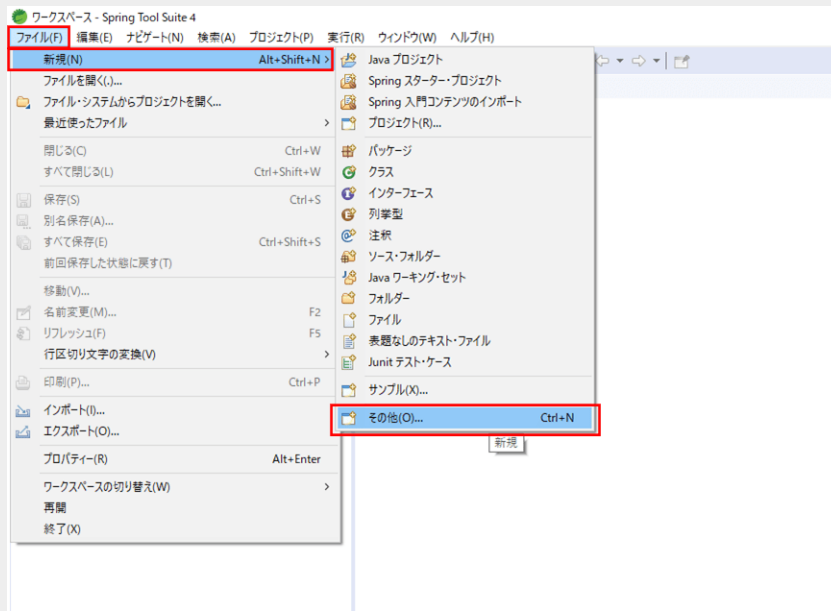 ワークスペース - Spring Tool Suite 4
ファイル(F) 編集(E) ナビゲート(N) 検索(A) プロジェクト(P) 実行(R) ウィンドウ(W) ヘルプ(H)
新規(N) Alt+Shift+N
ファイルを開く(.)...
ファイル・システムからプロジェクトを開く...
最近使ったファイル
閉じる(C) Ctrl+W
すべて閉じる(L) Ctrl+Shift+W
保存(S) Ctrl+S
別名保存(A)...
すべて保存(E) Ctrl+Shift+S
前回保存した状態に戻す(T)
移動(V)...
名前変更(M)... F2
リフレッシュ(F) F5
行区切り文字の変換(V)
印刷(P)... Ctrl+P
インポート(I)...
エクスポート(O)...
プロパティー(R) Alt+Enter
ワークスペースの切り替え(W)
再開
終了(X)
Java プロジェクト
Spring スターター・プロジェクト
Spring 入門コンテンツのインポート
プロジェクト(R)...
パッケージ
クラス
インターフェース
列挙型
注釈
ソース・フォルダー
Java ワーキング・セット
フォルダー
ファイル
表題なしのテキスト・ファイル
Junit テスト・ケース
サンプル(X)...
その他(O)... Ctrl+N
新規